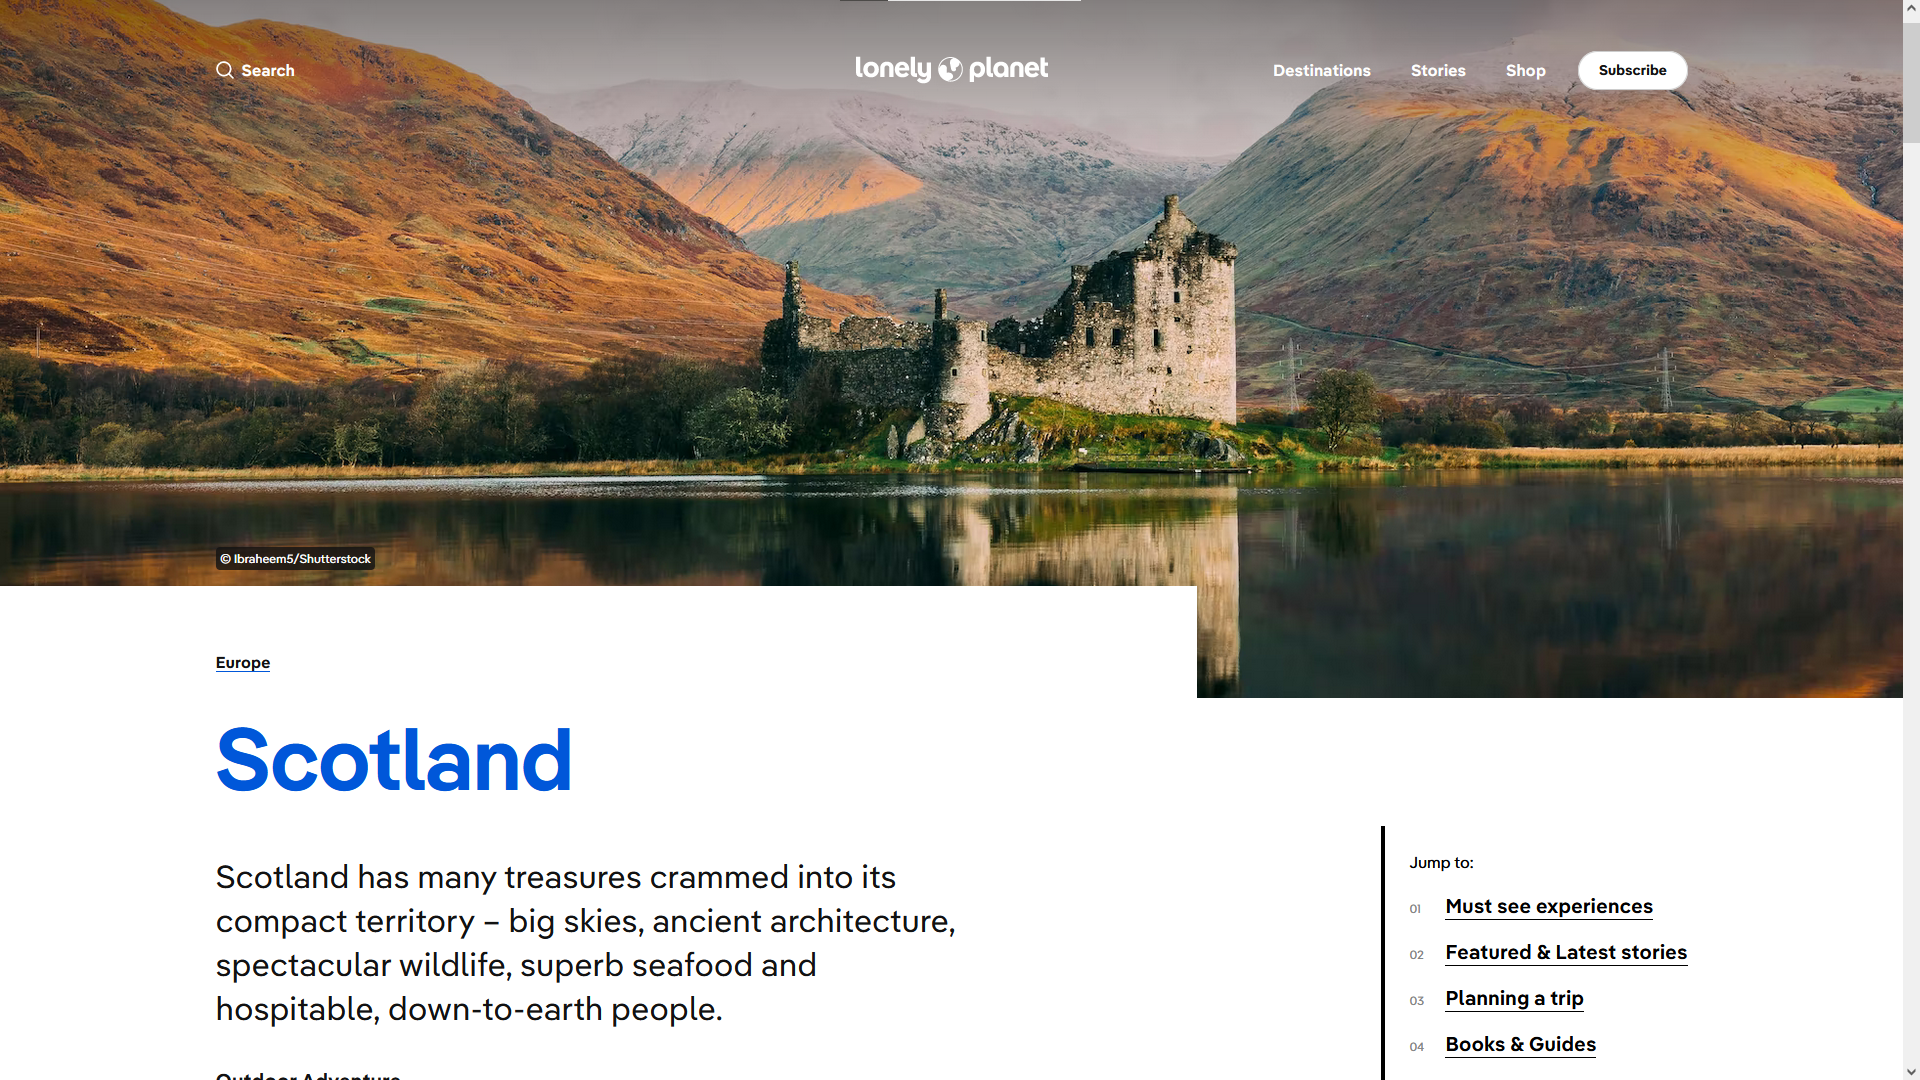 Search
lonely planet
Destinations
Stories
Shop
Subscribe
© Ibraheem5/Shutterstock
Europe
Scotland
Scotland has many treasures crammed into its
compact territory – big skies, ancient architecture,
spectacular wildlife, superb seafood and
hospitable, down-to-earth people.
Outdoor Adventure
Jump to:
01 Must see experiences
02 Featured & Latest stories
03 Planning a trip
04 Books & Guides